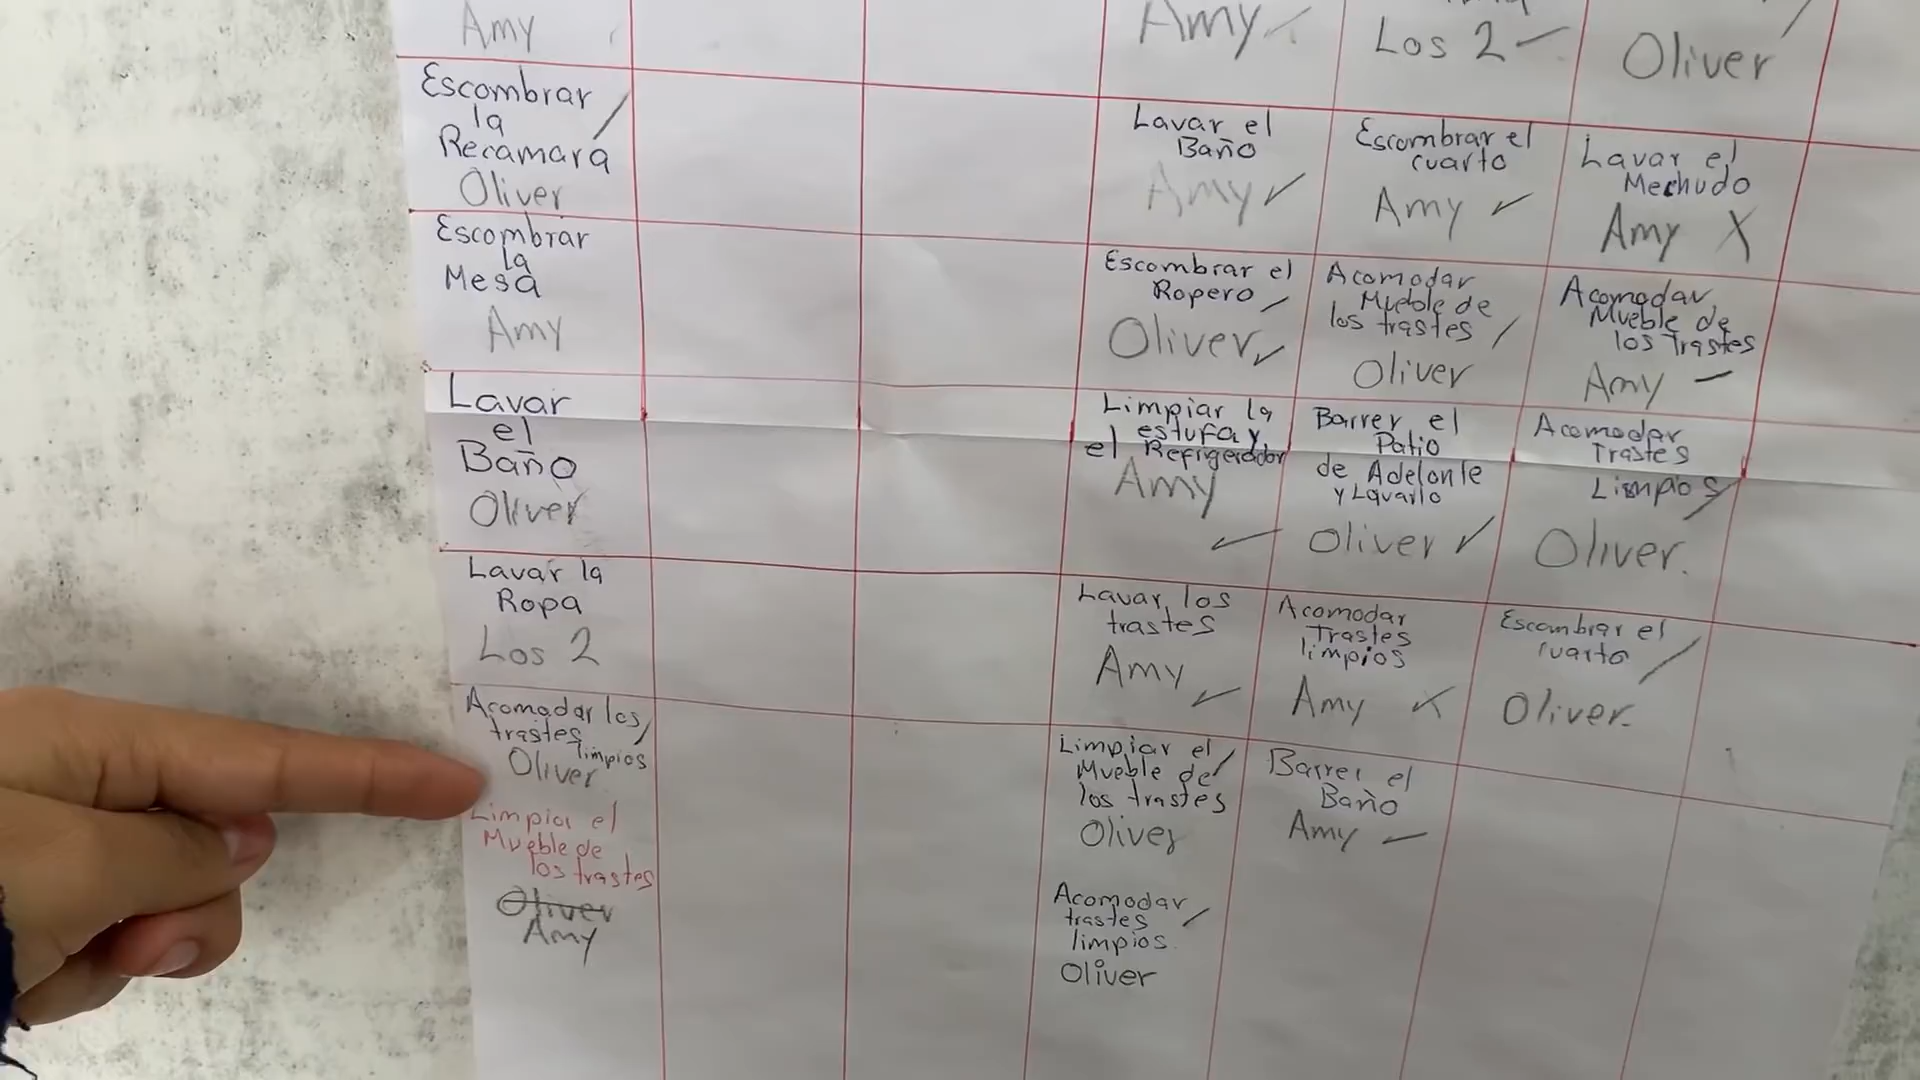 Amy
Amy
Los 2
Oliver
Escombrar
la
Recamara
Oliver
Lavar el
Baño
Amy
Escombrar el
cuarto
Amy
Lavar el
Mechudo
Amy X
Escombrar
la
Mesa
Amy
Escombrar el
Ropero
Oliver
Acomodar
Mueble de
los trastes
Oliver
Acomodar
Mueble de
los Trastes
Amy
Lavar
el
Baño
Oliver
Limpiar la
estufa y
el Refrigerador
Amy
Barrer el
Patio
de Adelante
y Lavarlo
Oliver
Acomodar
Trastes
Limpios
Oliver.
Lavar la
Ropa
Los 2
Lavar los
trastes
Amy
Acomodar
Trastes
limpios
Amy
Escombrar el
cuarto
Oliver.
Acomodar los
trastes
limpios
Oliver
Limpiar el
Mueble de
los trastes
Oliver
Amy
Limpiar el
Mueble de
los trastes
Oliver
Barrer el
Baño
Amy
Acomodar
trastes
limpios.
Oliver